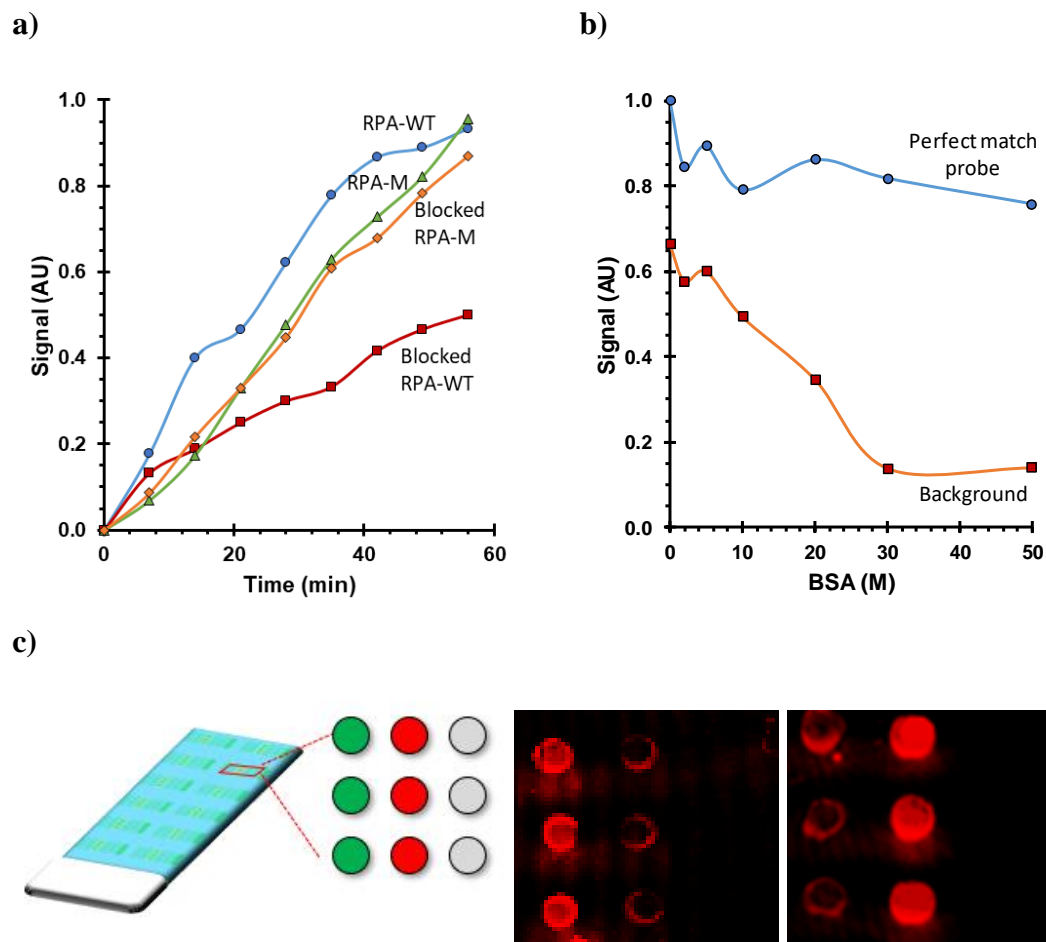 a)
b)
1.0
0.8
0.6
0.4
0.2
0.0
0
20
40
60
Signal (AU)
Time (min)
RPA-WT
RPA-M
Blocked
RPA-M
Blocked
RPA-WT
1.0
0.8
0.6
0.4
0.2
0.0
0
10
20
30
40
50
Signal (AU)
BSA (M)
Perfect match
probe
Background
c)